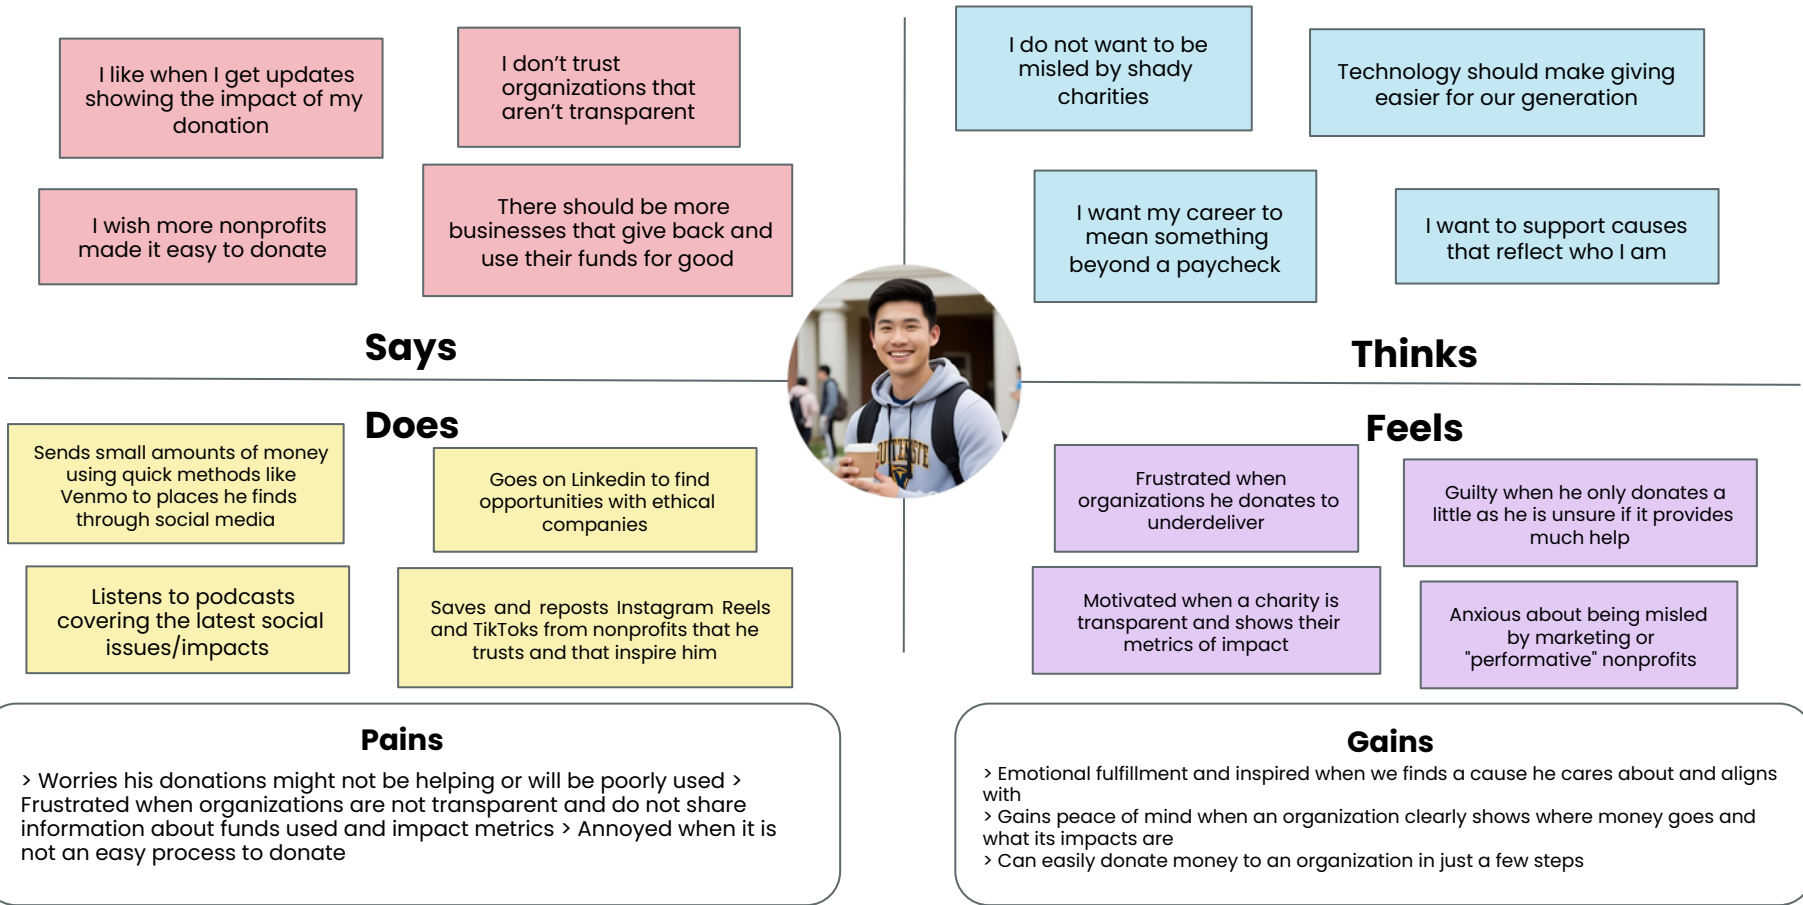 I like when I get updates
showing the impact of my
donation
I don't trust
organizations that
aren't transparent
I wish more nonprofits
made it easy to donate
There should be more
businesses that give back and
use their funds for good
Says
I do not want to be
misled by shady
charities
Technology should make giving
easier for our generation
I want my career to
mean something
beyond a paycheck
I want to support causes
that reflect who I am
Thinks
Does
Sends small amounts of money
using quick methods like
Venmo to places he finds
through social media
Goes on Linkedin to find
opportunities with ethical
companies
Listens to podcasts
covering the latest social
issues/impacts
Saves and reposts Instagram Reels
and TikToks from nonprofits that he
trusts and that inspire him
Feels
Frustrated when
organizations he donates to
underdeliver
Guilty when he only donates a
little as he is unsure if it provides
much help
Motivated when a charity is
transparent and shows their
metrics of impact
Anxious about being misled
by marketing or
"performative" nonprofits
Pains
> Worries his donations might not be helping or will be poorly used >
Frustrated when organizations are not transparent and do not share
information about funds used and impact metrics > Annoyed when it is
not an easy process to donate
Gains
> Emotional fulfillment and inspired when we finds a cause he cares about and aligns
with
> Gains peace of mind when an organization clearly shows where money goes and
what its impacts are
> Can easily donate money to an organization in just a few steps